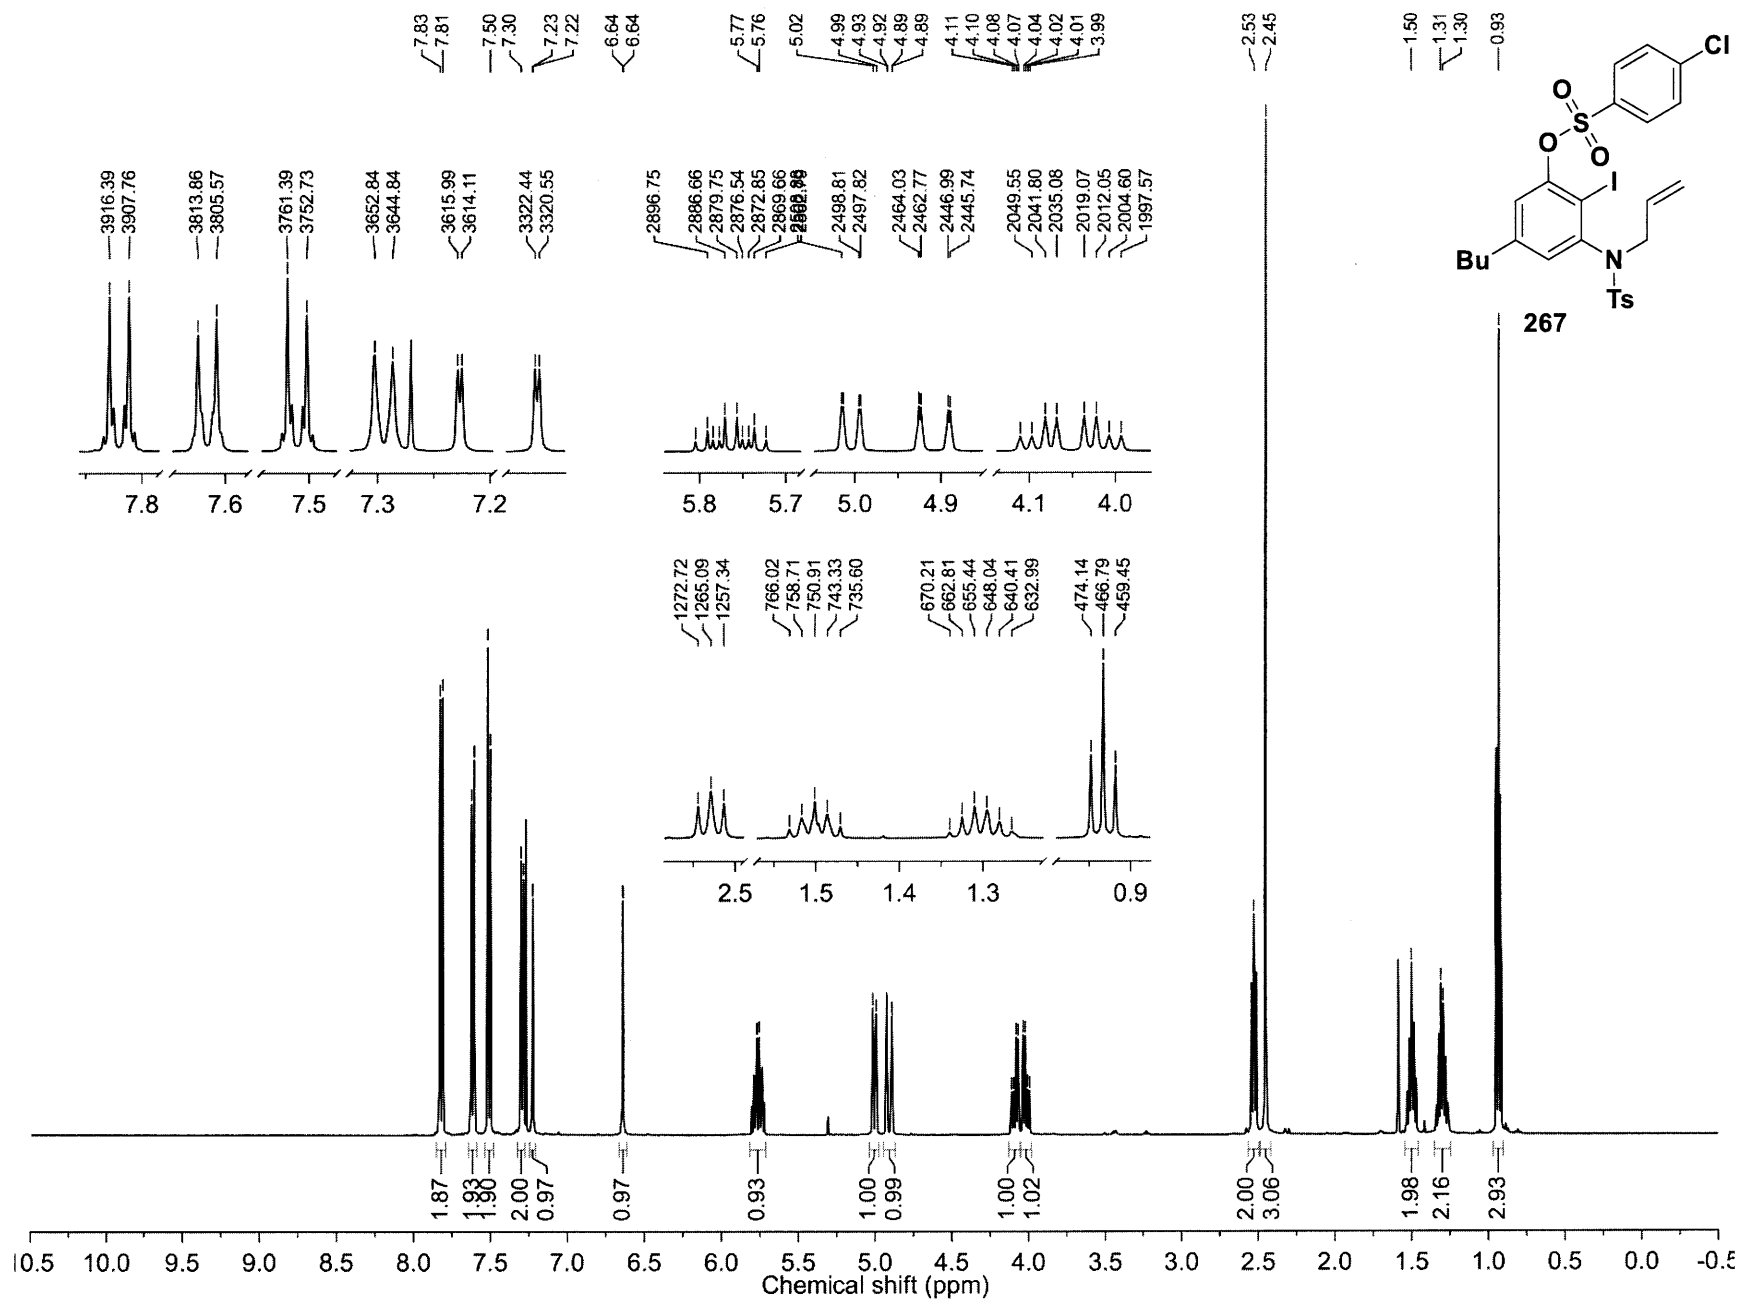 7.83 7.81 7.50 7.30 7.23 7.22 6.64 6.64 5.77 5.76 5.02 4.99 4.93 4.92 4.89 4.89 4.11 4.10 4.08 4.07 4.04 4.02 4.01 3.99 2.53 2.45 1.50 1.31 1.30 0.93
Cl
O
S
O
O
I
Bu
N
Ts
267
3916.39 3907.76 3813.86 3805.57 3761.39 3752.73 3652.84 3644.84 3615.99 3614.11 3322.44 3320.55 2896.75 2886.66 2879.75 2876.54 2872.85 2869.66 2498.81 2497.82 2464.03 2462.77 2446.99 2445.74 2049.55 2041.80 2035.08 2019.07 2012.05 2004.60 1997.57
7.8 7.6 7.5 7.3 7.2 5.8 5.7 5.0 4.9 4.1 4.0
1272.72 1265.09 1257.34 766.02 758.71 750.91 743.33 735.60 670.21 662.81 655.44 648.04 640.41 632.99 474.14 466.79 459.45
2.5 1.5 1.4 1.3 0.9
1.87 1.93 1.90 2.00 0.97 0.97 0.93 1.00 0.99 1.00 1.02 2.00 3.06 1.98 2.16 2.93
0.5 10.0 9.5 9.0 8.5 8.0 7.5 7.0 6.5 6.0 5.5 5.0 4.5 4.0 3.5 3.0 2.5 2.0 1.5 1.0 0.5 0.0 -0.5
Chemical shift (ppm)